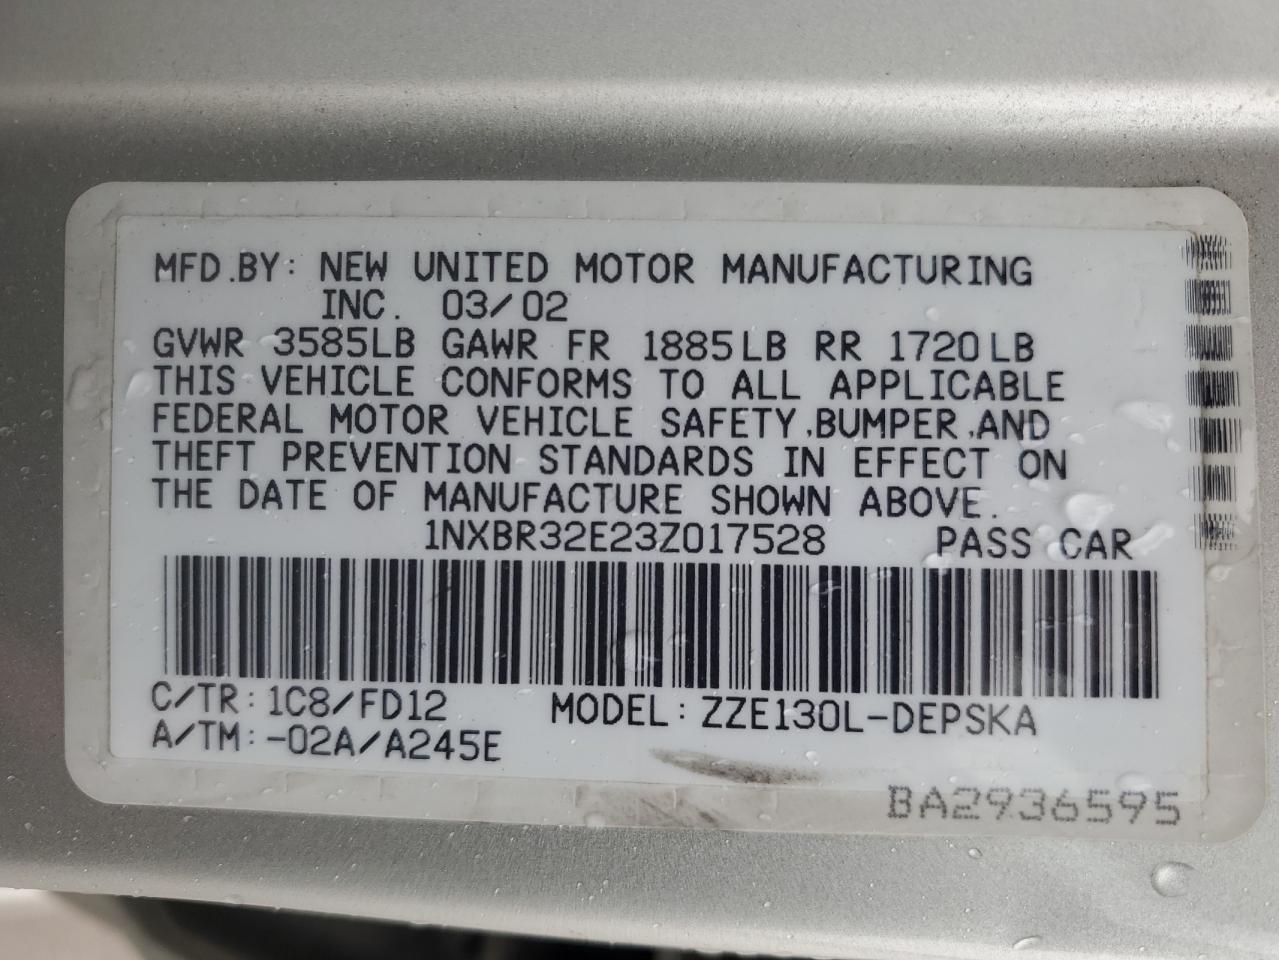 MFD.BY: NEW UNITED MOTOR MANUFACTURING
INC. 03/02
GVWR 3585LB GAWR FR 1885LB RR 1720LB
THIS VEHICLE CONFORMS TO ALL APPLICABLE
FEDERAL MOTOR VEHICLE SAFETY,BUMPER,AND
THEFT PREVENTION STANDARDS IN EFFECT ON
THE DATE OF MANUFACTURE SHOWN ABOVE.
1NXBR32E23Z017528 PASS CAR
C/TR: 1C8/FD12 MODEL: ZZE130L-DEPSKA
A/TM: -02A/A245E
BA2936595